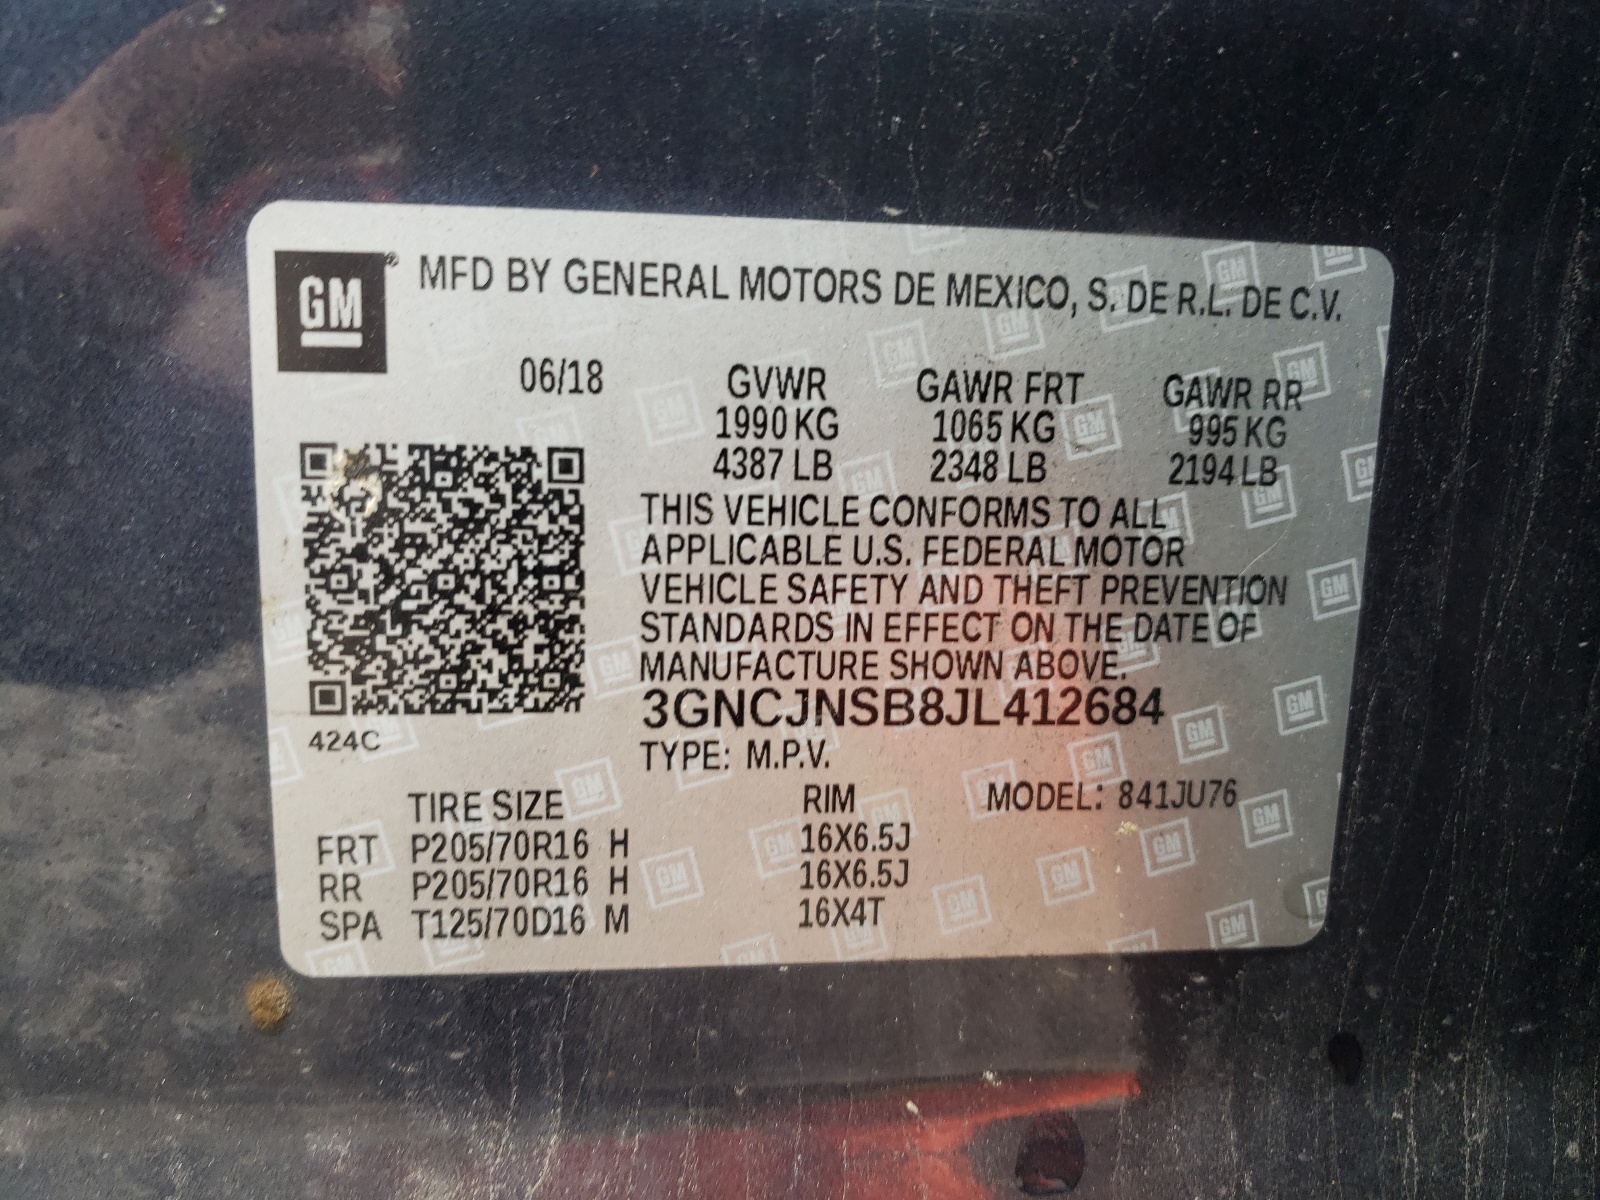 GM® MFD BY GENERAL MOTORS DE MEXICO, S. DE R.L. DE C.V.
06/18 GVWR GAWR FRT GAWR RR
1990 KG 1065 KG 995 KG
4387 LB 2348 LB 2194 LB
THIS VEHICLE CONFORMS TO ALL
APPLICABLE U.S. FEDERAL MOTOR
VEHICLE SAFETY AND THEFT PREVENTION
STANDARDS IN EFFECT ON THE DATE OF
MANUFACTURE SHOWN ABOVE.
3GNCJNSB8JL412684
424C TYPE: M.P.V.
TIRE SIZE RIM MODEL: 841JU76
FRT P205/70R16 H 16X6.5J
RR P205/70R16 H 16X6.5J
SPA T125/70D16 M 16X4T